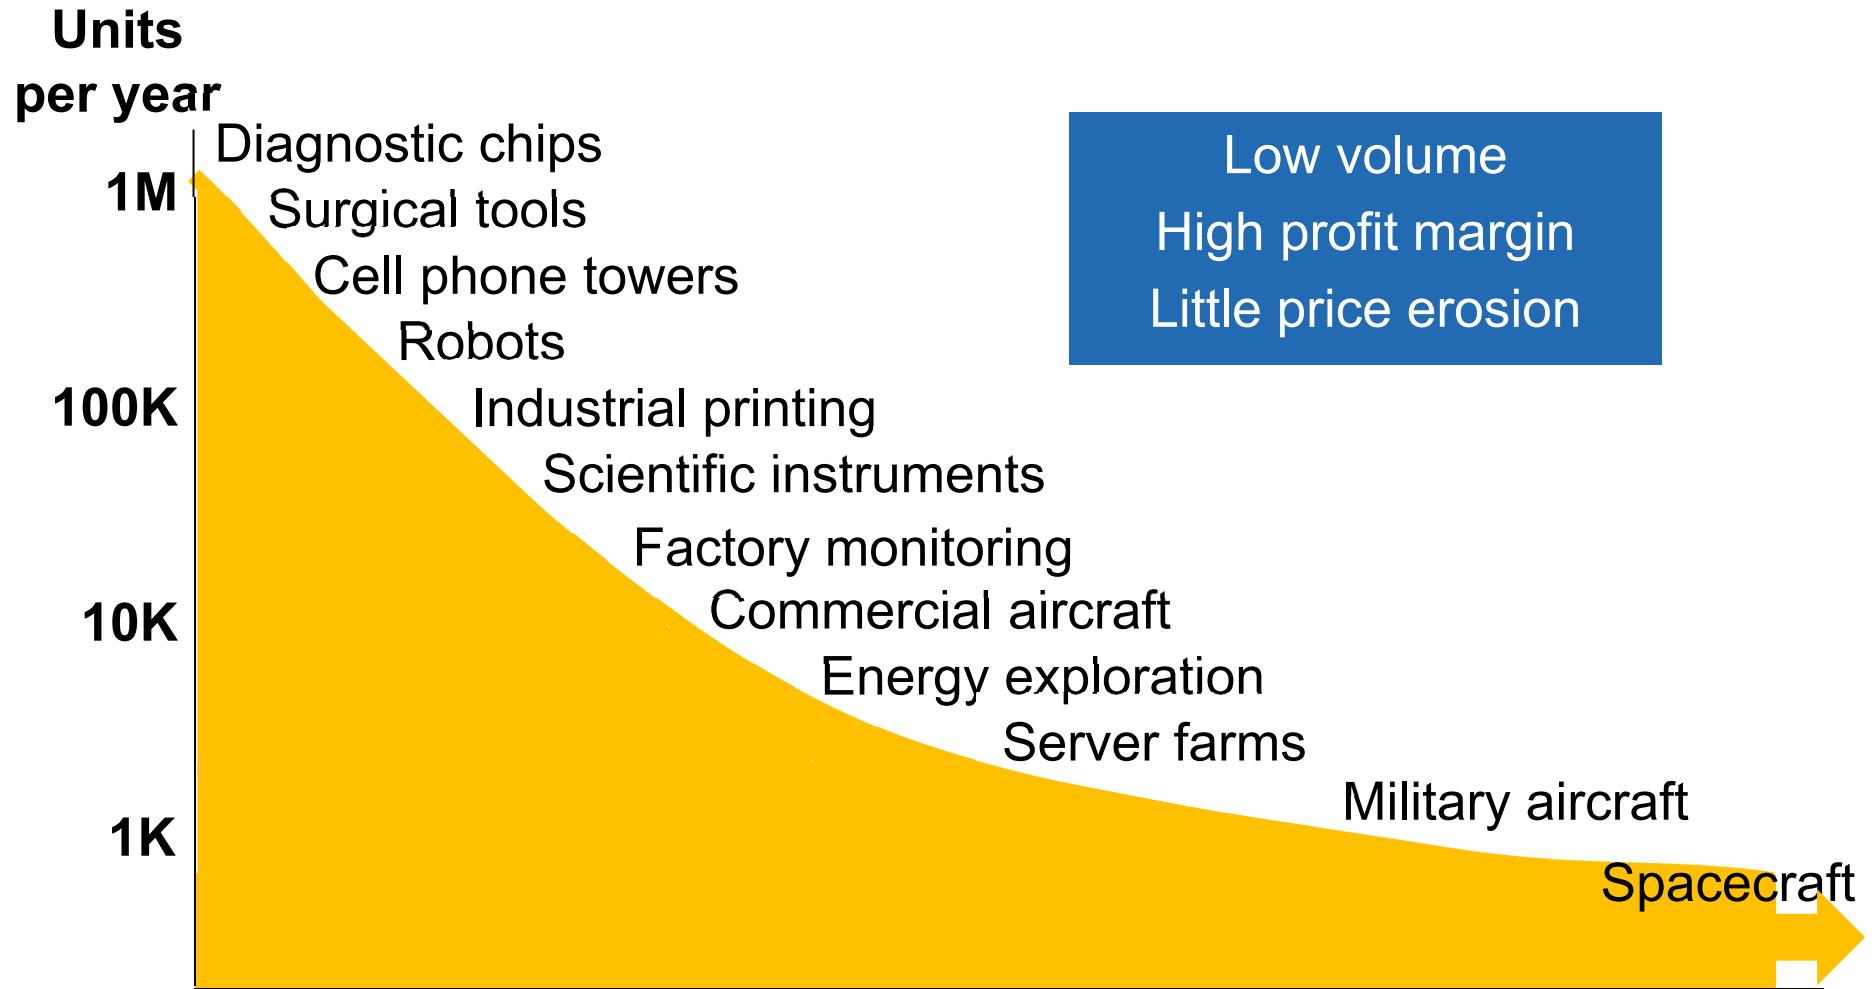 Units
per year
Diagnostic chips
1M
Surgical tools
Cell phone towers
Robots
100K
Industrial printing
Scientific instruments
Factory monitoring
10K
Commercial aircraft
Energy exploration
Server farms
Military aircraft
1K
Spacecraft
Low volume
High profit margin
Little price erosion